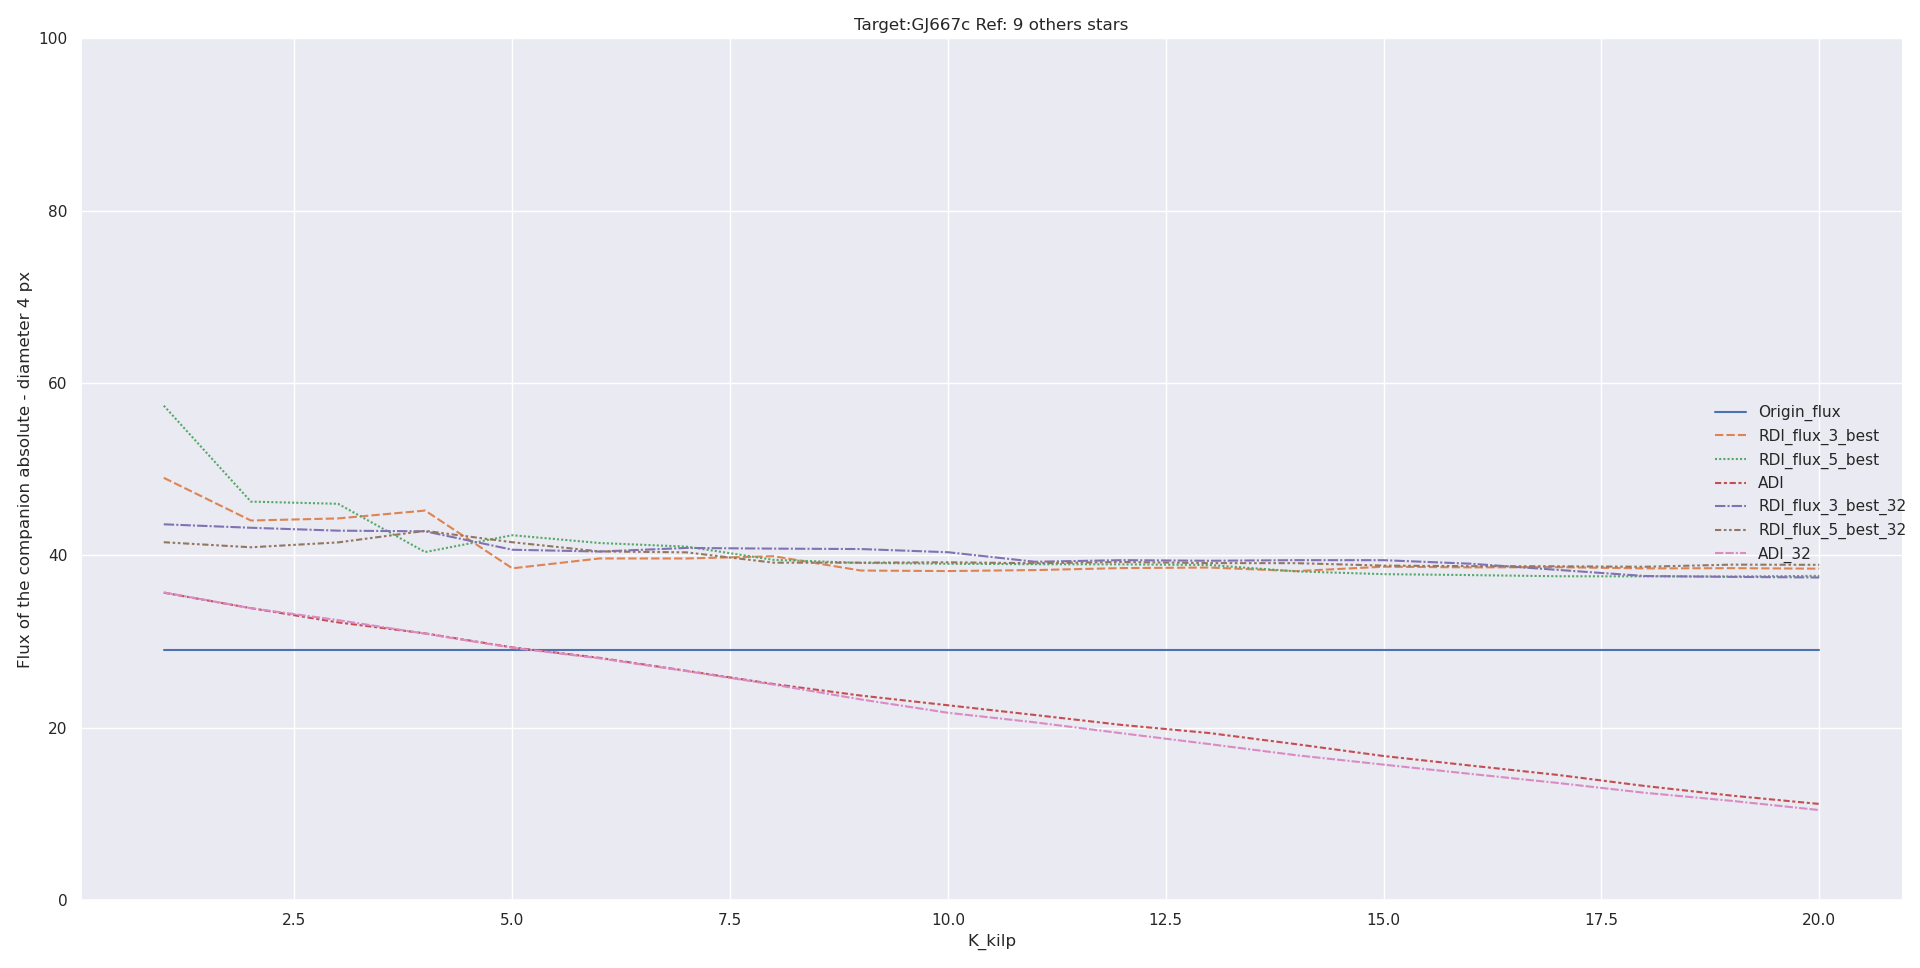 Target:GJ667c Ref: 9 others stars
100
80
60
40
20
0
Flux of the companion absolute - diameter 4 px
Origin_flux
RDI_flux_3_best
RDI_flux_5_best
ADI
RDI_flux_3_best_32
RDI_flux_5_best_32
ADI_32
2.5 5.0 7.5 10.0 12.5 15.0 17.5 20.0
K_kilp